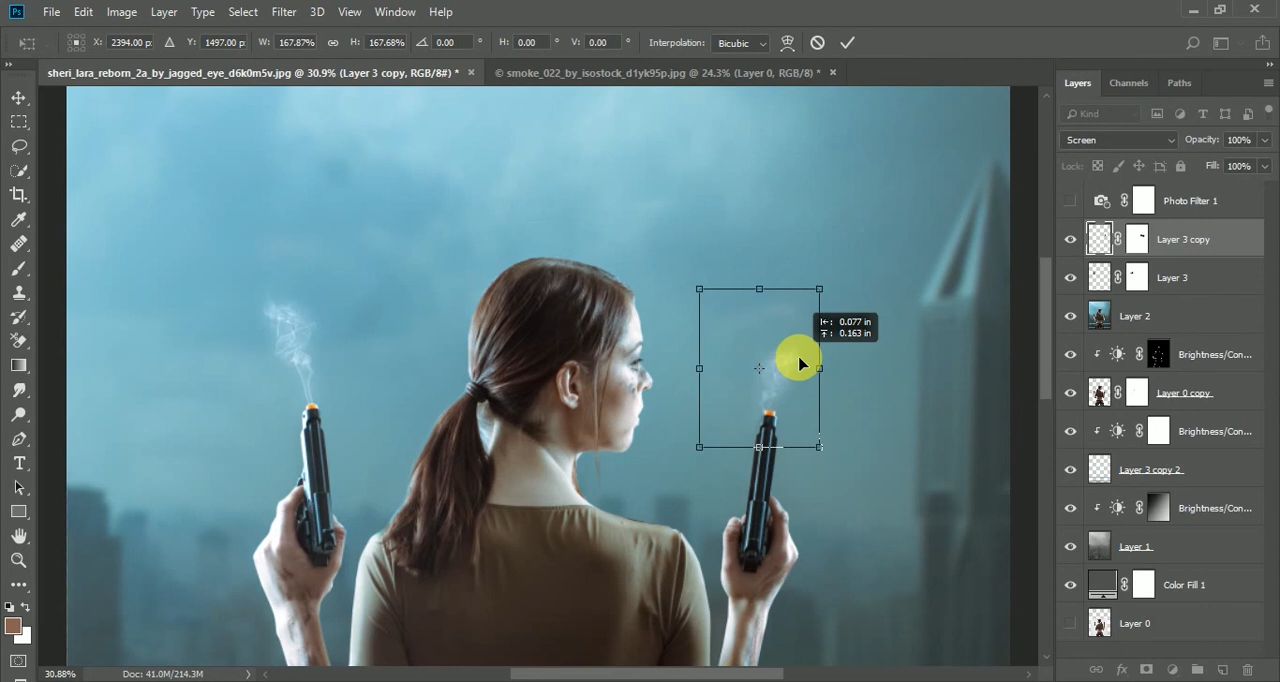 Ps File Edit Image Layer Type Select Filter 3D View Window Help
X: 2394.00 p: Y: 1497.00 p: W: 167.87% H: 167.68% 0.00 ° H: 0.00 ° V: 0.00 ° Interpolation: Bicubic
sheri_lara_reborn_2a_by_jagged_eye_d6k0m5v.jpg @ 30.9% (Layer 3 copy, RGB/8#) * × © smoke_022_by_isostock_d1yk95p.jpg @ 24.3% (Layer 0, RGB/8) * ×
Layers Channels Paths
Kind
Screen Opacity: 100%
Lock: Fill: 100%
Photo Filter 1
Layer 3 copy
Layer 3
Layer 2
Brightness/Con...
Layer 0 copy
Brightness/Con...
Layer 3 copy 2
Brightness/Con...
Layer 1
Color Fill 1
Layer 0
0.077 in
0.163 in
30.88% Doc: 41.0M/214.3M